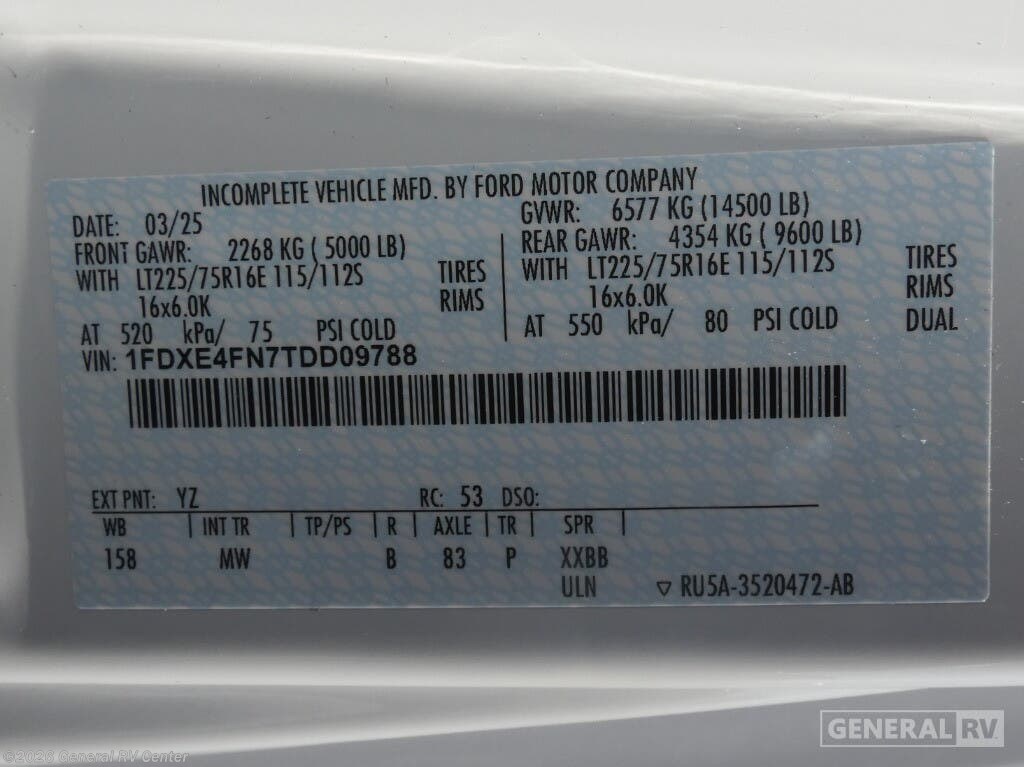 INCOMPLETE VEHICLE MFD. BY FORD MOTOR COMPANY
DATE: 03/25 GVWR: 6577 KG (14500 LB)
FRONT GAWR: 2268 KG ( 5000 LB) REAR GAWR: 4354 KG ( 9600 LB)
WITH LT225/75R16E 115/112S TIRES WITH LT225/75R16E 115/112S TIRES
16x6.0K RIMS 16x6.0K RIMS
AT 520 kPa/ 75 PSI COLD AT 550 kPa/ 80 PSI COLD DUAL
VIN: 1FDXE4FN7TDD09788
EXT PNT: YZ RC: 53 DSO:
WB | INT TR | TP/PS | R | AXLE | TR | SPR |
158 MW B 83 P XXBB
ULN ▽ RU5A-3520472-AB
GENERAL RV
©2026 General RV Center